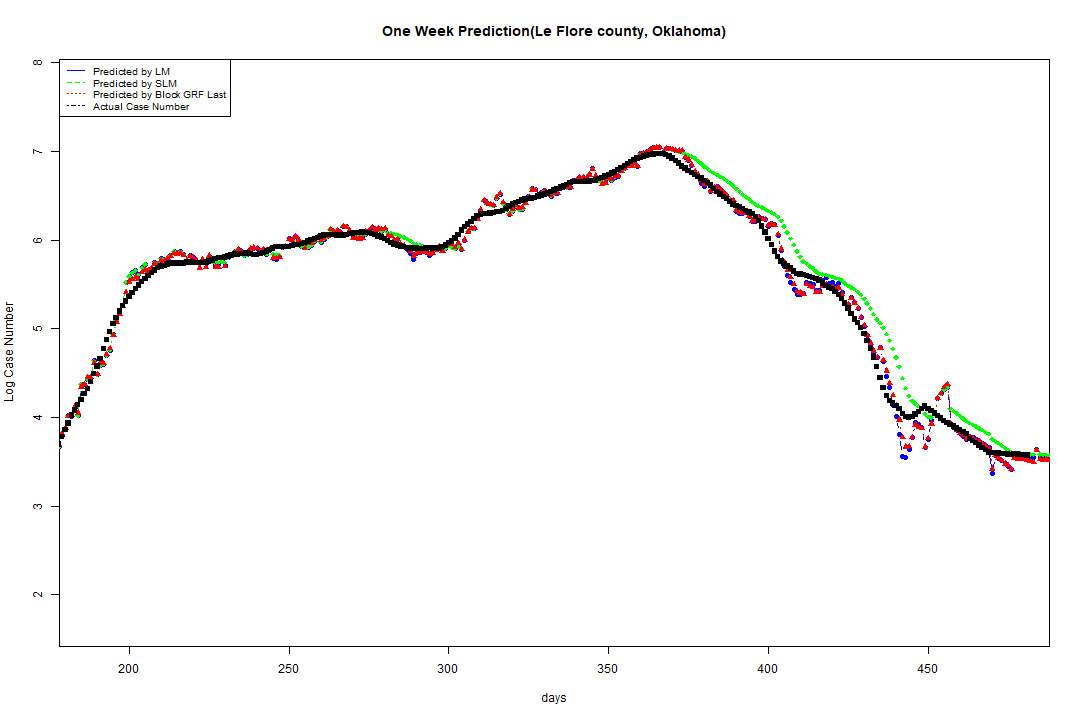 One Week Prediction(Le Flore county, Oklahoma)
Predicted by LM
Predicted by SLM
Predicted by Block GRF Last
Actual Case Number
8
7
6
5
4
3
2
Log Case Number
200 250 300 350 400 450
days